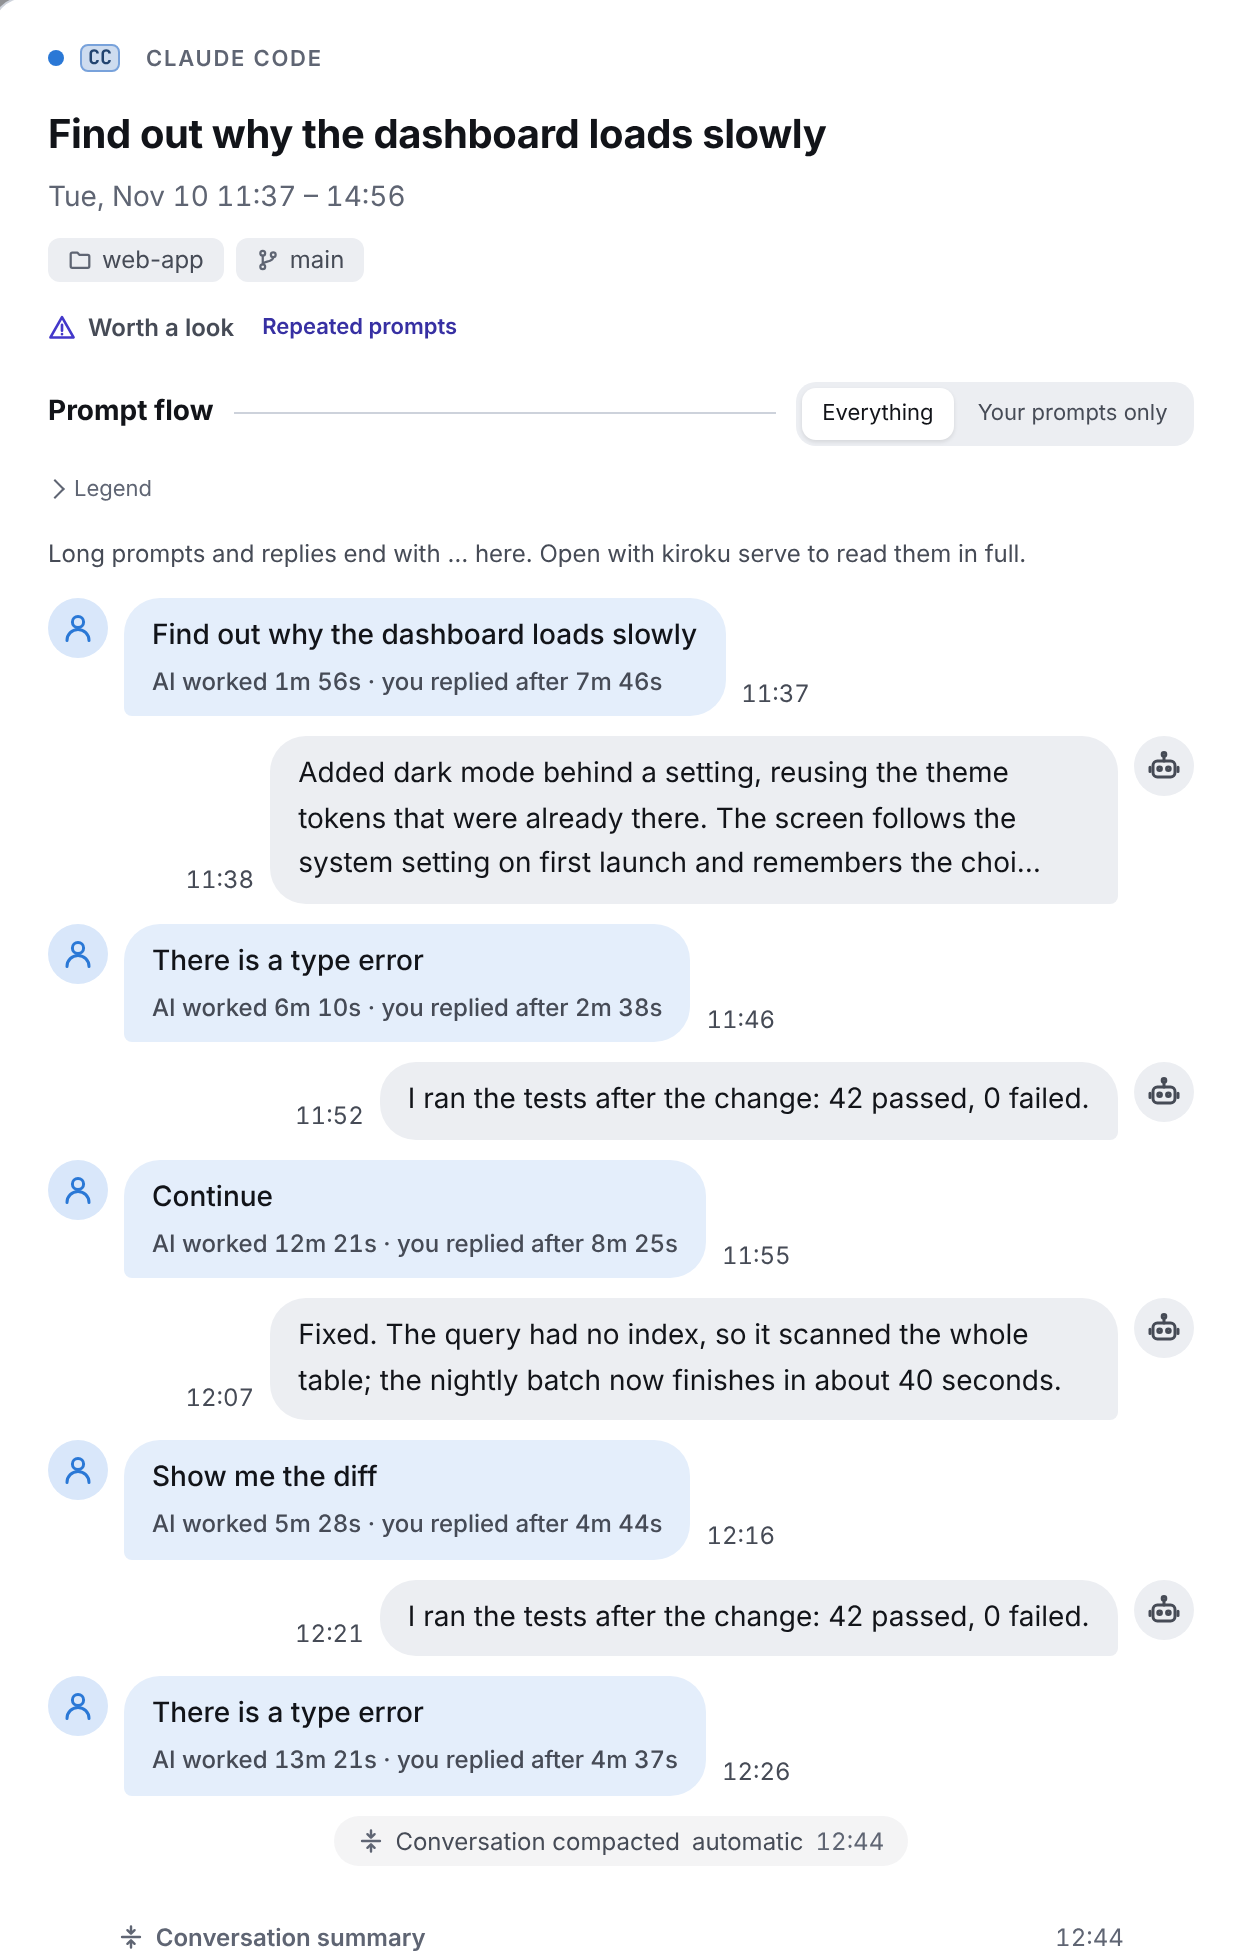 CC CLAUDE CODE
Find out why the dashboard loads slowly
Tue, Nov 10 11:37 – 14:56
web-app main
Worth a look Repeated prompts
Prompt flow Everything Your prompts only
Legend
Long prompts and replies end with ... here. Open with kiroku serve to read them in full.
Find out why the dashboard loads slowly
AI worked 1m 56s · you replied after 7m 46s
11:37
Added dark mode behind a setting, reusing the theme
tokens that were already there. The screen follows the
system setting on first launch and remembers the choi...
11:38
There is a type error
AI worked 6m 10s · you replied after 2m 38s
11:46
I ran the tests after the change: 42 passed, 0 failed.
11:52
Continue
AI worked 12m 21s · you replied after 8m 25s
11:55
Fixed. The query had no index, so it scanned the whole
table; the nightly batch now finishes in about 40 seconds.
12:07
Show me the diff
AI worked 5m 28s · you replied after 4m 44s
12:16
I ran the tests after the change: 42 passed, 0 failed.
12:21
There is a type error
AI worked 13m 21s · you replied after 4m 37s
12:26
Conversation compacted automatic 12:44
Conversation summary 12:44